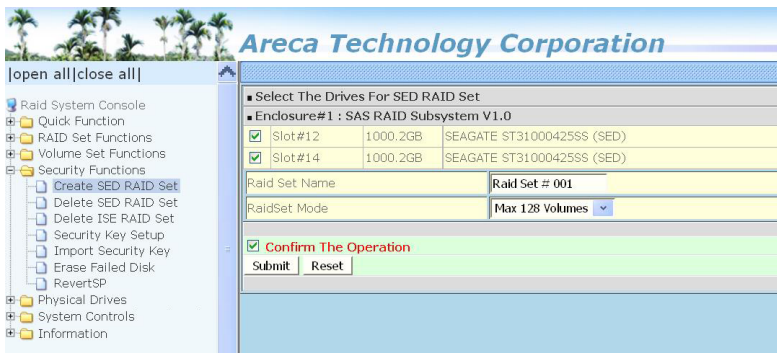 Areca Technology Corporation
|open all|close all|
Raid System Console
Quick Function
RAID Set Functions
Volume Set Functions
Security Functions
Create SED RAID Set
Delete SED RAID Set
Delete ISE RAID Set
Security Key Setup
Import Security Key
Erase Failed Disk
RevertSP
Physical Drives
System Controls
Information
Select The Drives For SED RAID Set
Enclosure#1 : SAS RAID Subsystem V1.0
Slot#12 1000.2GB SEAGATE ST31000425SS (SED)
Slot#14 1000.2GB SEAGATE ST31000425SS (SED)
Raid Set Name Raid Set # 001
RaidSet Mode Max 128 Volumes
Confirm The Operation
Submit Reset